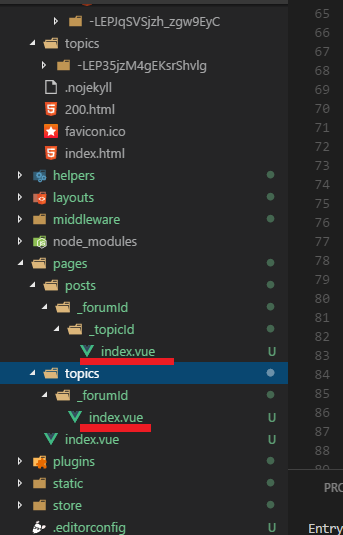 -LEPJqSVSjzh_zgw9EyC
topics
-LEP35jzM4gEKsrShvlg
.nojekyll
200.html
favicon.ico
index.html
helpers
layouts
middleware
node_modules
pages
posts
_forumId
_topicId
index.vue U
topics
_forumId
index.vue U
index.vue U
plugins
static
store
.editorconfig U
65
66
67
68
69
70
71
72
73
74
75
76
77
78
79
80
81
82
83
84
85
86
87
88
PRO
Entry